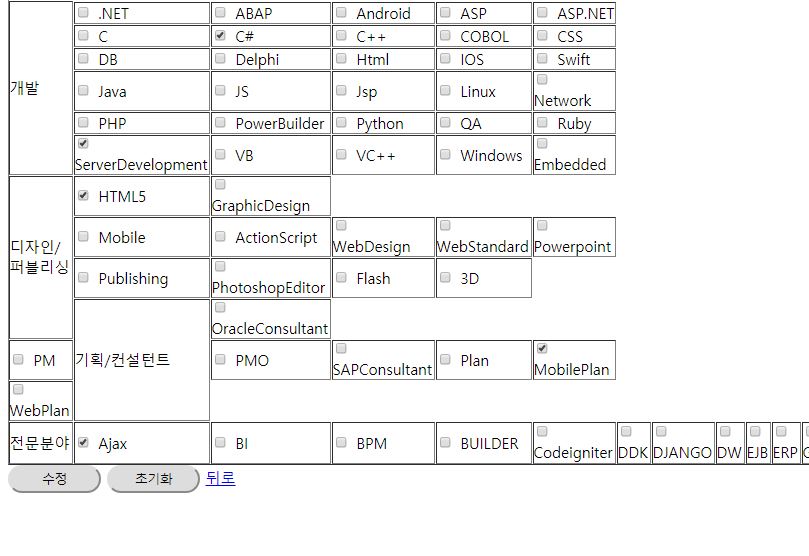 .NET ABAP Android ASP ASP.NET
C C# C++ COBOL CSS
DB Delphi Html IOS Swift
개발
Java JS Jsp Linux
Network
PHP PowerBuilder Python QA Ruby
ServerDevelopment VB VC++ Windows Embedded
HTML5 GraphicDesign
디자인/
퍼블리싱
Mobile ActionScript WebDesign WebStandard Powerpoint
Publishing PhotoshopEditor Flash 3D
기획/컨설턴트
OracleConsultant
PM PMO SAPConsultant Plan MobilePlan
WebPlan
전문분야 Ajax BI BPM BUILDER Codeigniter DDK DJANGO DW EJB ERP
수정 초기화 뒤로